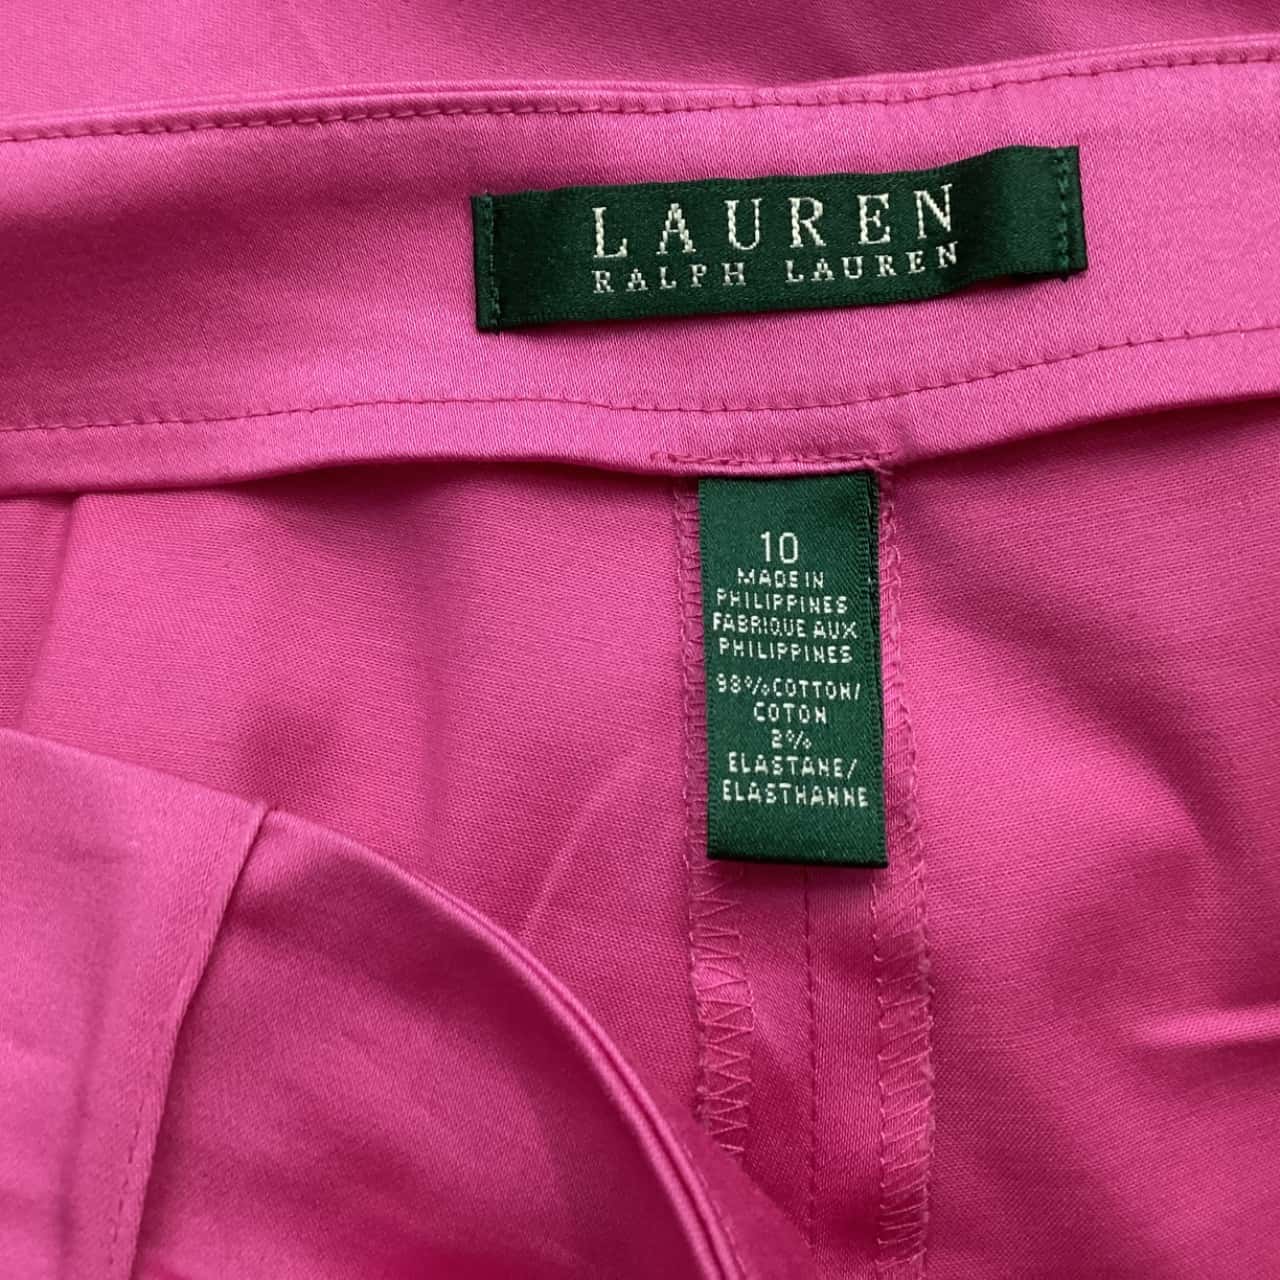 LAUREN
RALPH LAUREN
10
MADE IN
PHILIPPINES
FABRIQUE AUX
PHILIPPINES
98%COTTON/
COTON
2%
ELASTANE/
ELASTHANNE